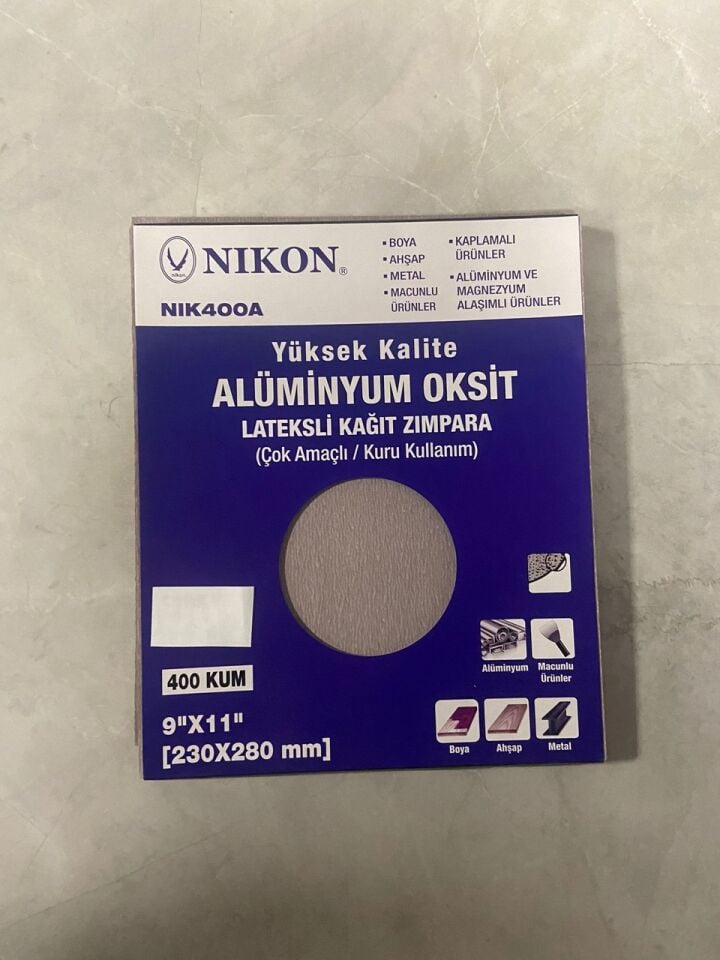 nikon
NIKON®
NIK400A
▪ BOYA
▪ AHŞAP
▪ METAL
▪ MACUNLU
ÜRÜNLER
▪ KAPLAMALI
ÜRÜNLER
▪ ALÜMİNYUM VE
MAGNEZYUM
ALAŞIMLI ÜRÜNLER
Yüksek Kalite
ALÜMİNYUM OKSİT
LATEKSLİ KAĞIT ZIMPARA
(Çok Amaçlı / Kuru Kullanım)
Alüminyum
Macunlu
Ürünler
400 KUM
9"X11"
[230X280 mm]
Boya
Ahşap
Metal